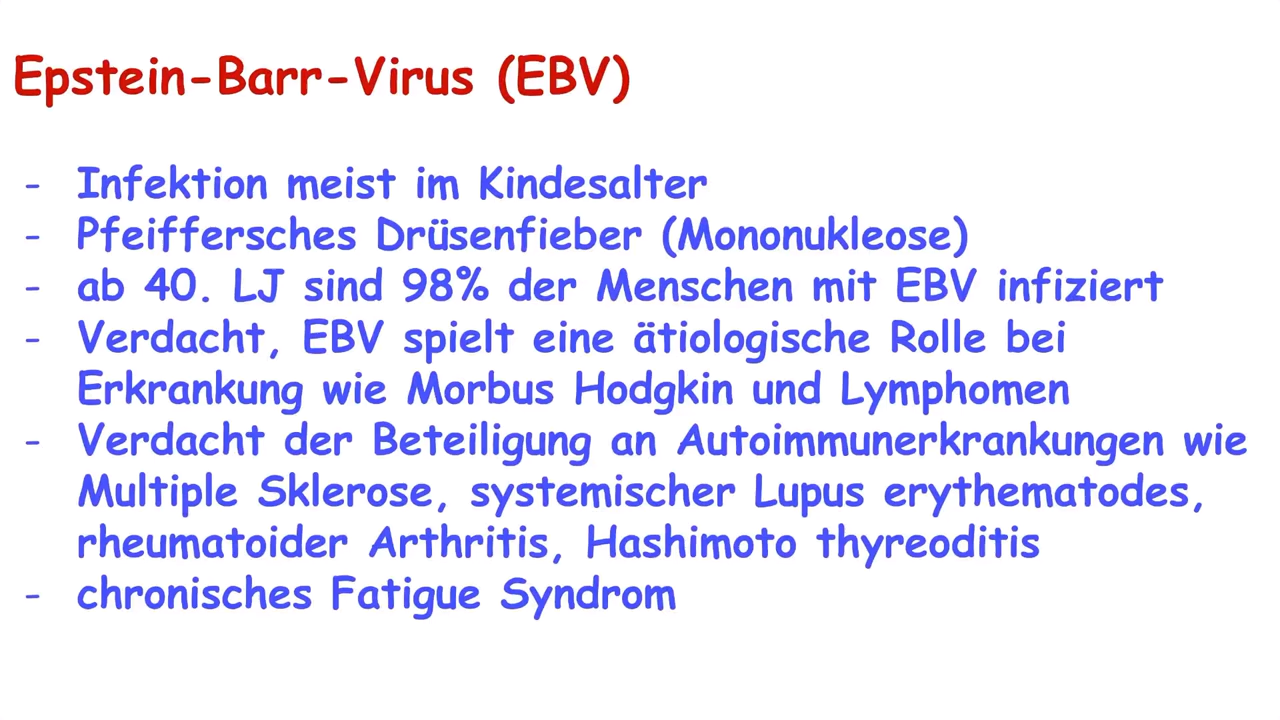 Epstein-Barr-Virus (EBV)
- Infektion meist im Kindesalter
- Pfeiffersches Drüsenfieber (Mononukleose)
- ab 40. LJ sind 98% der Menschen mit EBV infiziert
- Verdacht, EBV spielt eine ätiologische Rolle bei
Erkrankung wie Morbus Hodgkin und Lymphomen
- Verdacht der Beteiligung an Autoimmunerkrankungen wie
Multiple Sklerose, systemischer Lupus erythematodes,
rheumatoider Arthritis, Hashimoto thyreoditis
- chronisches Fatigue Syndrom